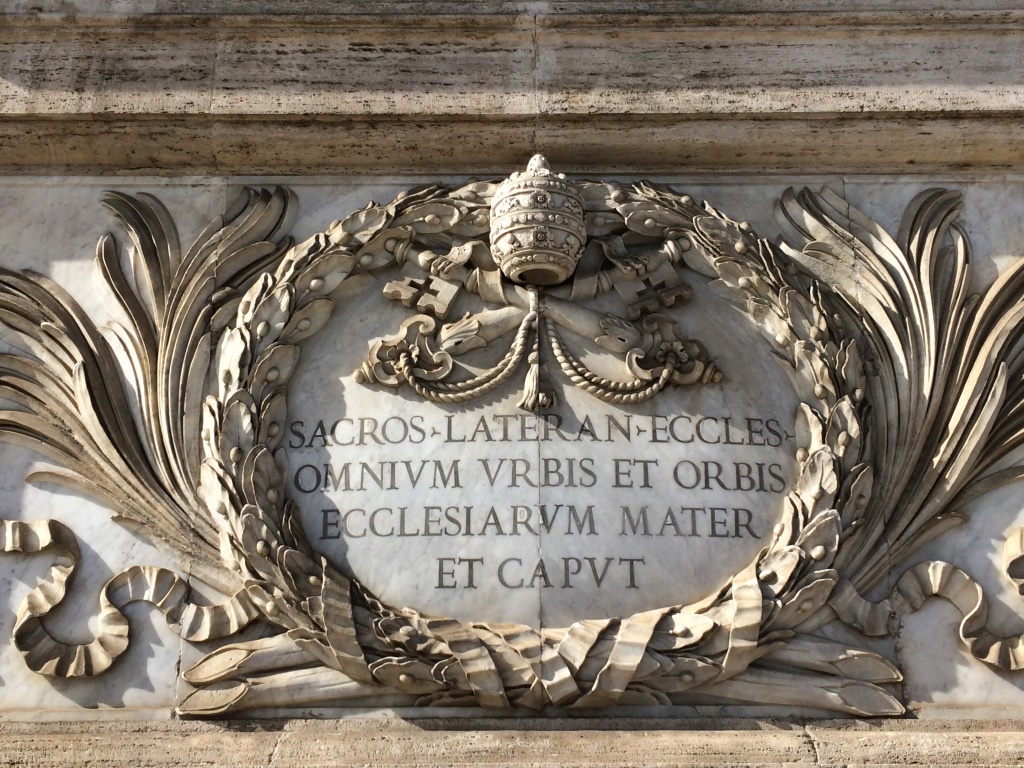 SACROS·LATERAN·ECCLES·
OMNIVM VRBIS ET ORBIS
ECCLESIARVM MATER
ET CAPVT